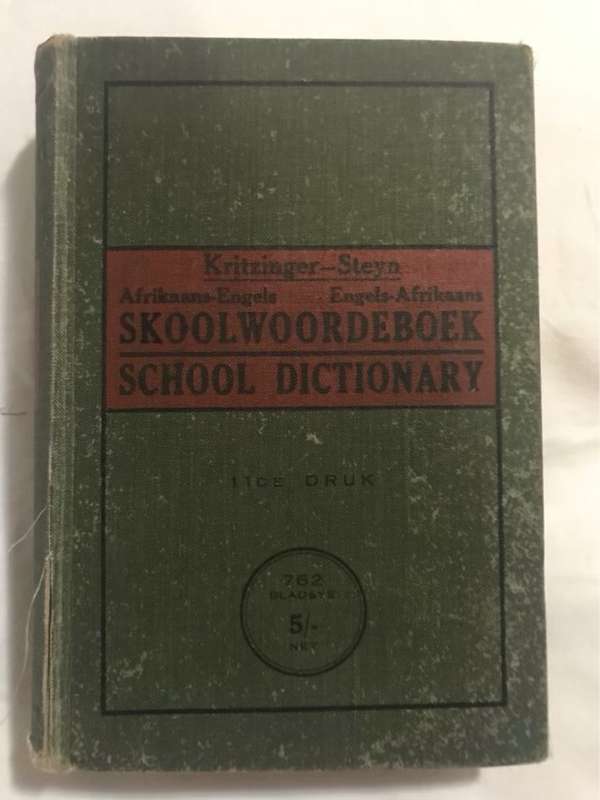 Kritzinger–Steyn
Afrikaans-Engels Engels-Afrikaans
SKOOLWOORDEBOEK
SCHOOL DICTIONARY
11DE DRUK
762
BLADSYE
5/-
NET